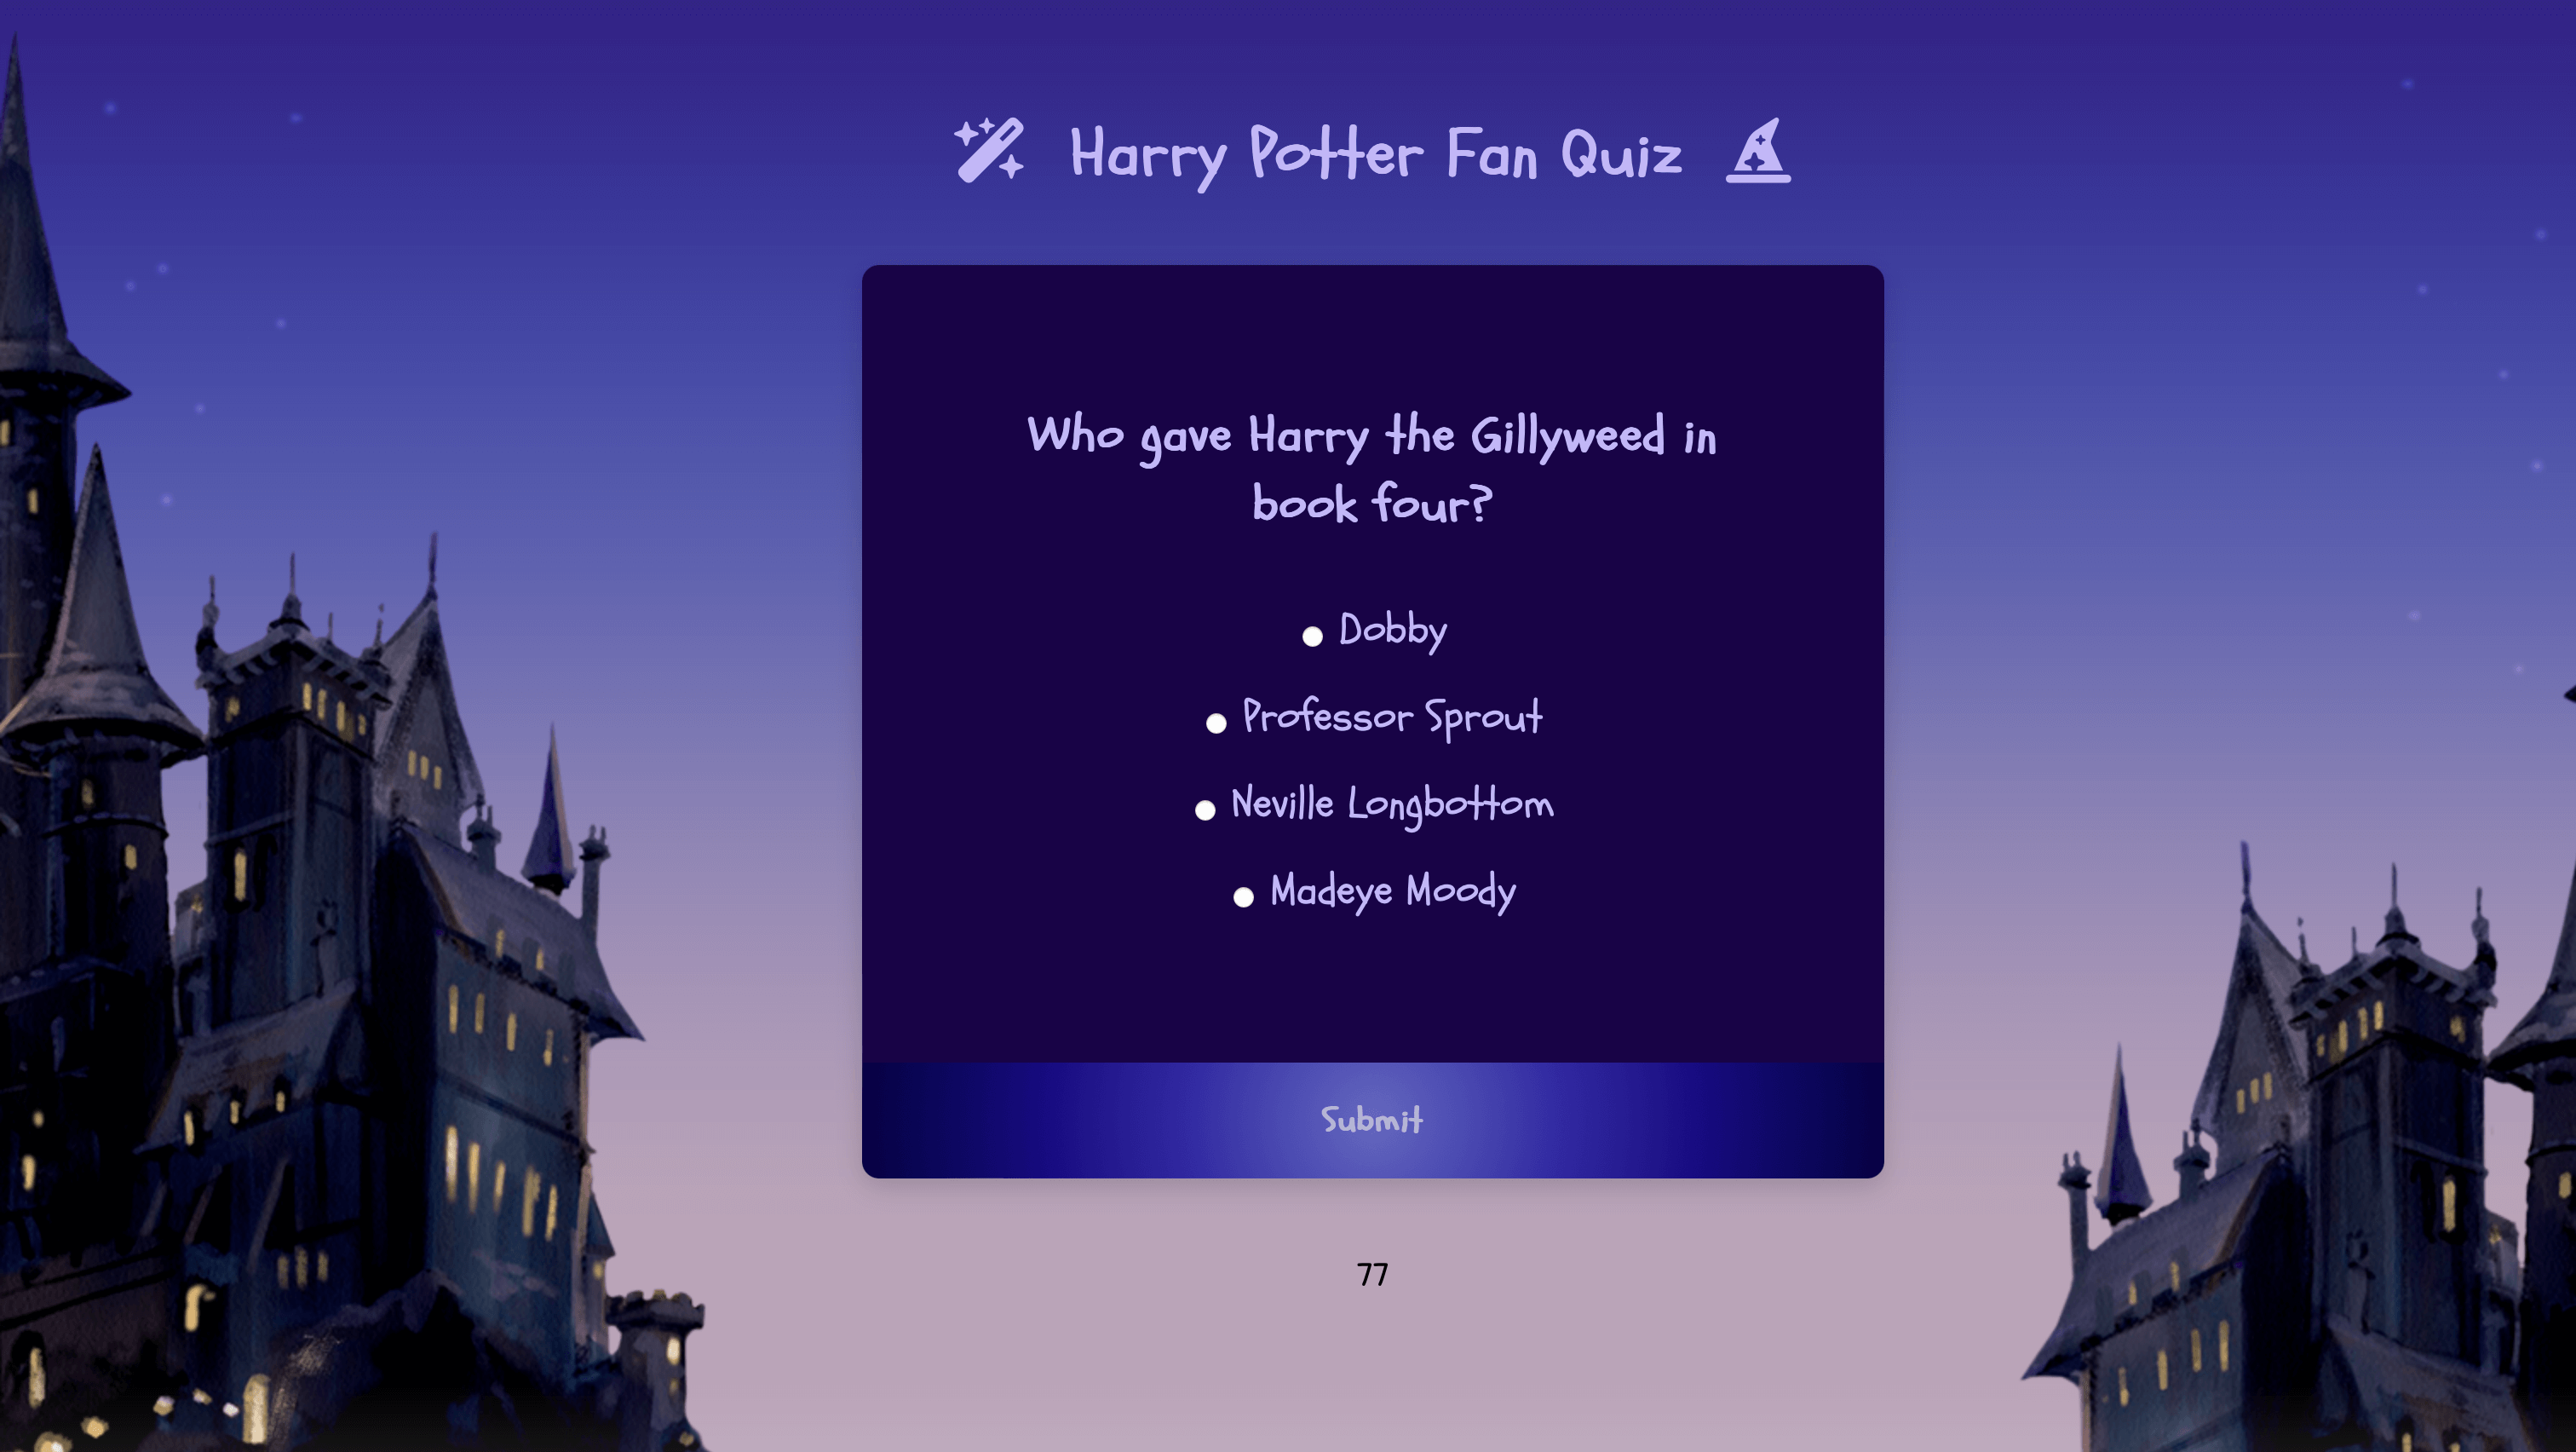 Harry Potter Fan Quiz
Who gave Harry the Gillyweed in
book four?
Dobby
Professor Sprout
Neville Longbottom
Madeye Moody
Submit
77